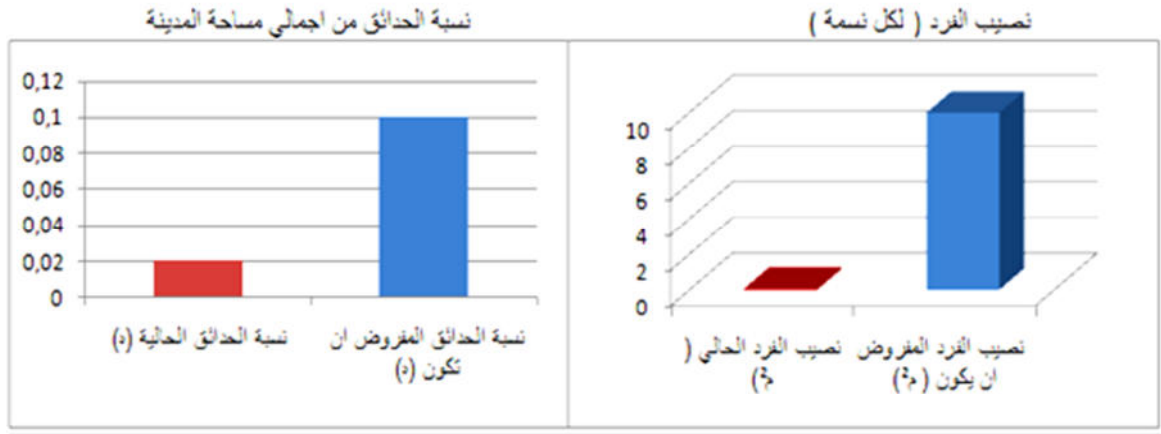 نصيب الفرد ( لكل نسمة )
10
8
6
4
2
0
نصيب الفرد المفروض
ان يكون ( م²)
نصيب الفرد الحالي (
م²)
نسبة الحدائق من اجمالي مساحة المدينة
0,12
0,1
0,08
0,06
0,04
0,02
0
نسبة الحدائق الحالية (ه)
نسبة الحدائق المفروض ان
تكون (ه)